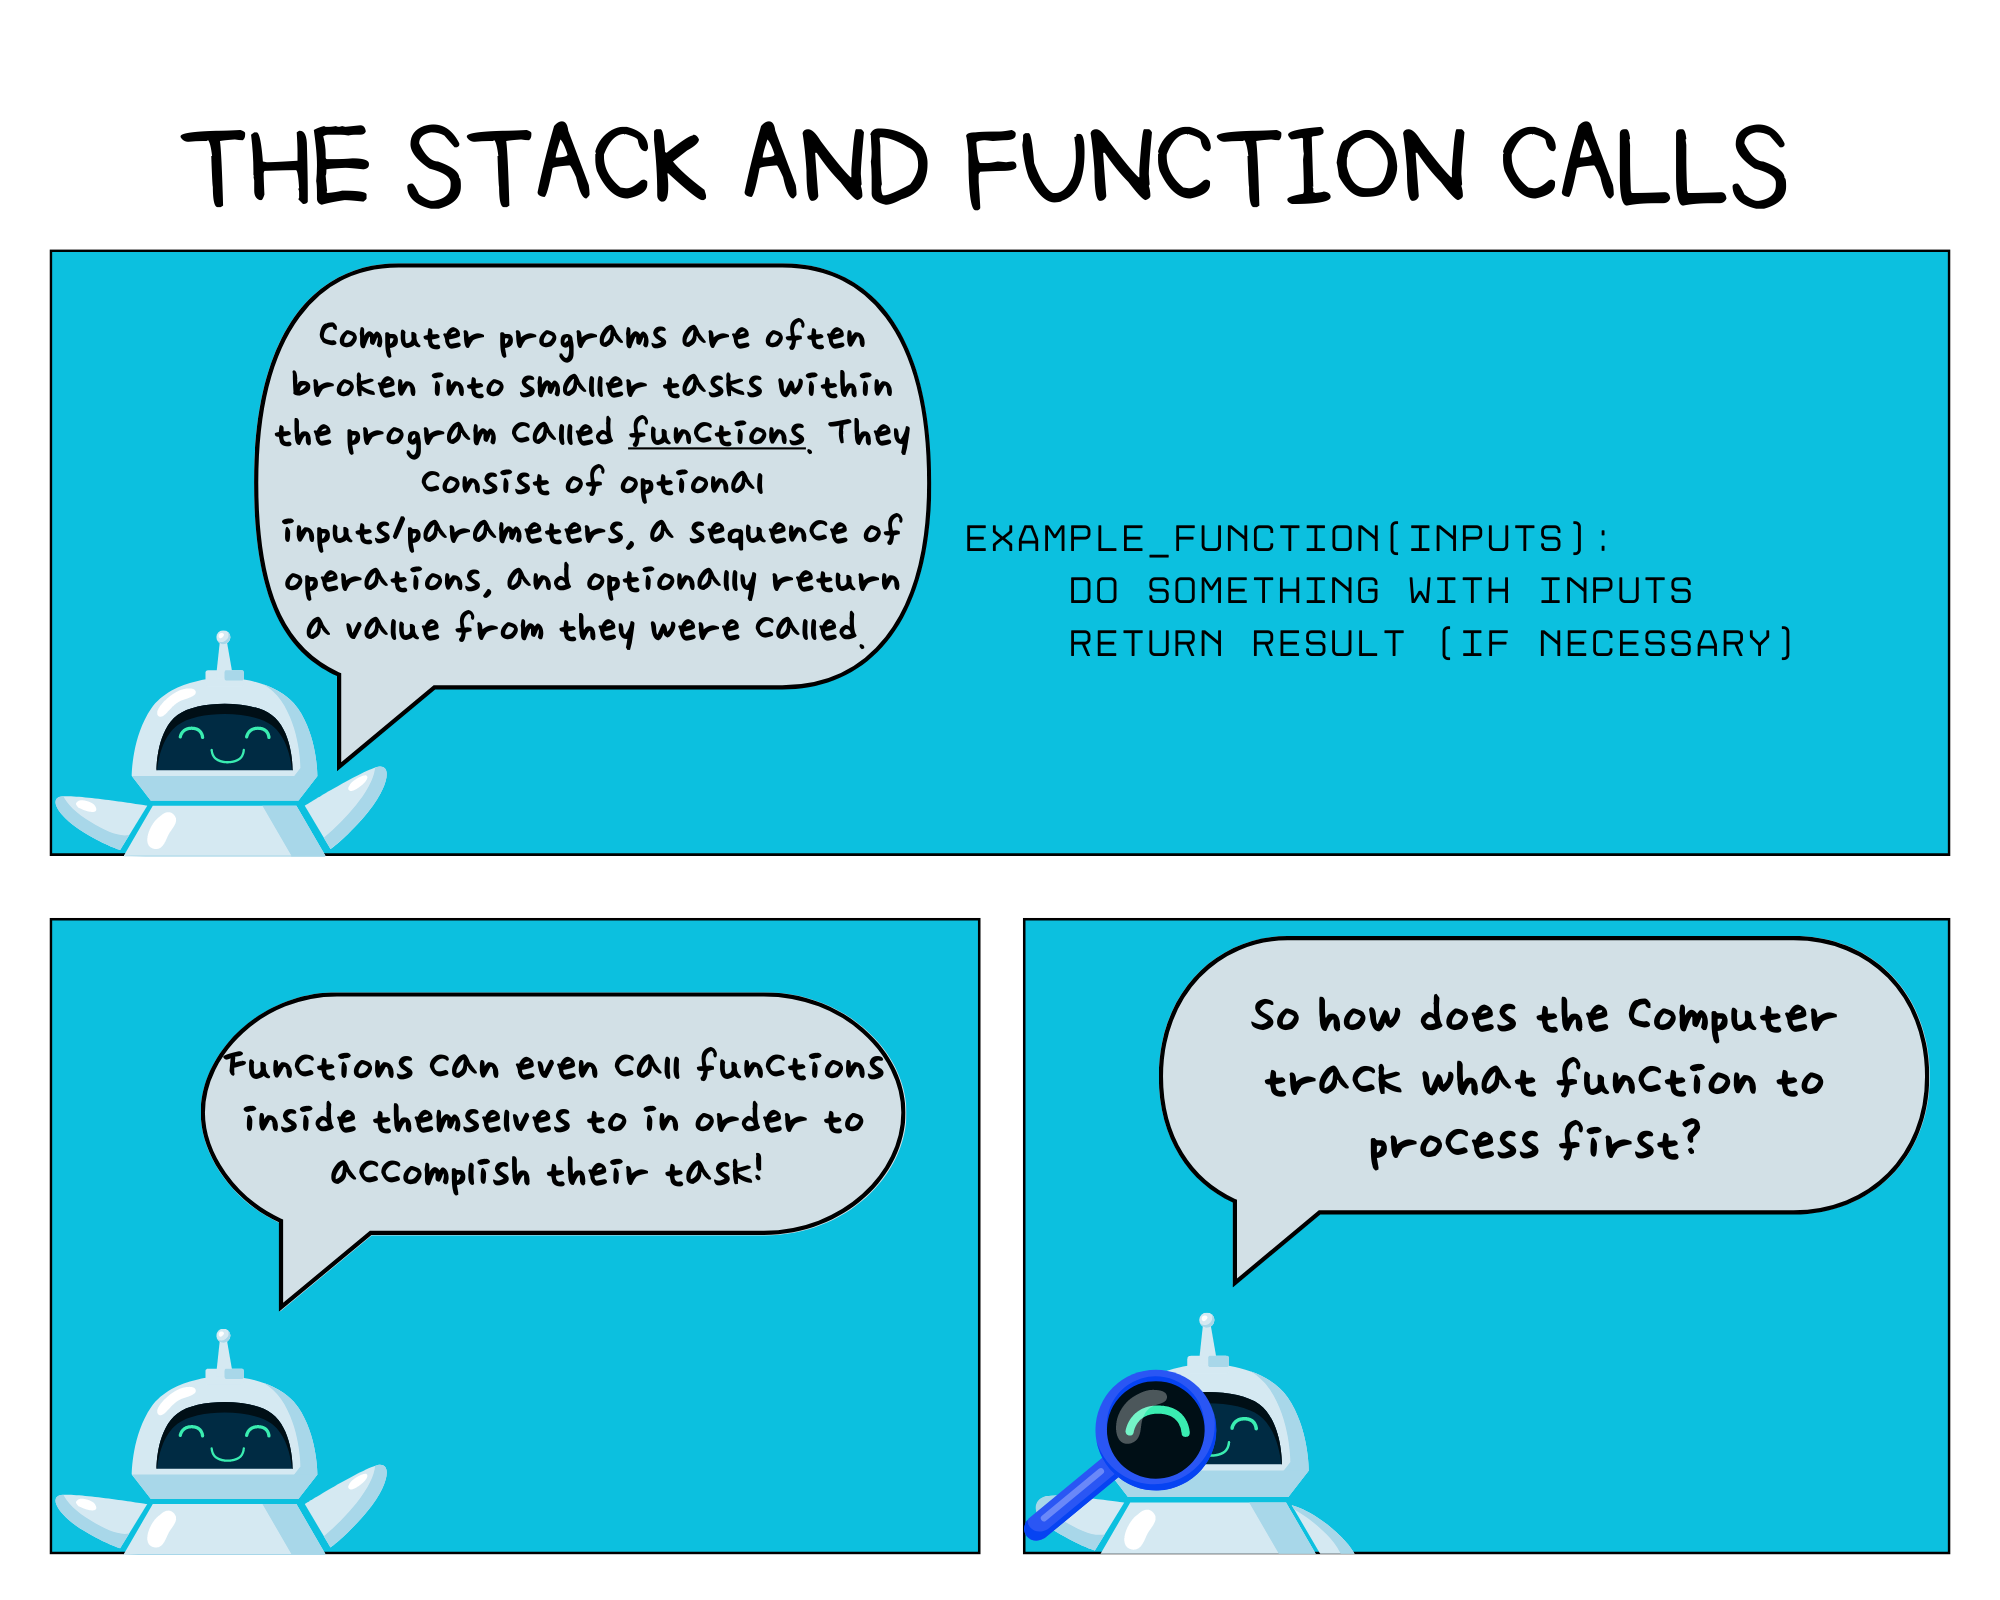 THE STACK AND FUNCTION CALLS
Computer programs are often
broken into smaller tasks within
the program called functions. They
consist of optional
inputs/parameters, a sequence of
operations, and optionally return
a value from they were called.
EXAMPLE_FUNCTION(INPUTS):
DO SOMETHING WITH INPUTS
RETURN RESULT (IF NECESSARY)
Functions can even call functions
inside themselves to in order to
accomplish their task!
So how does the computer
track what function to
process first?